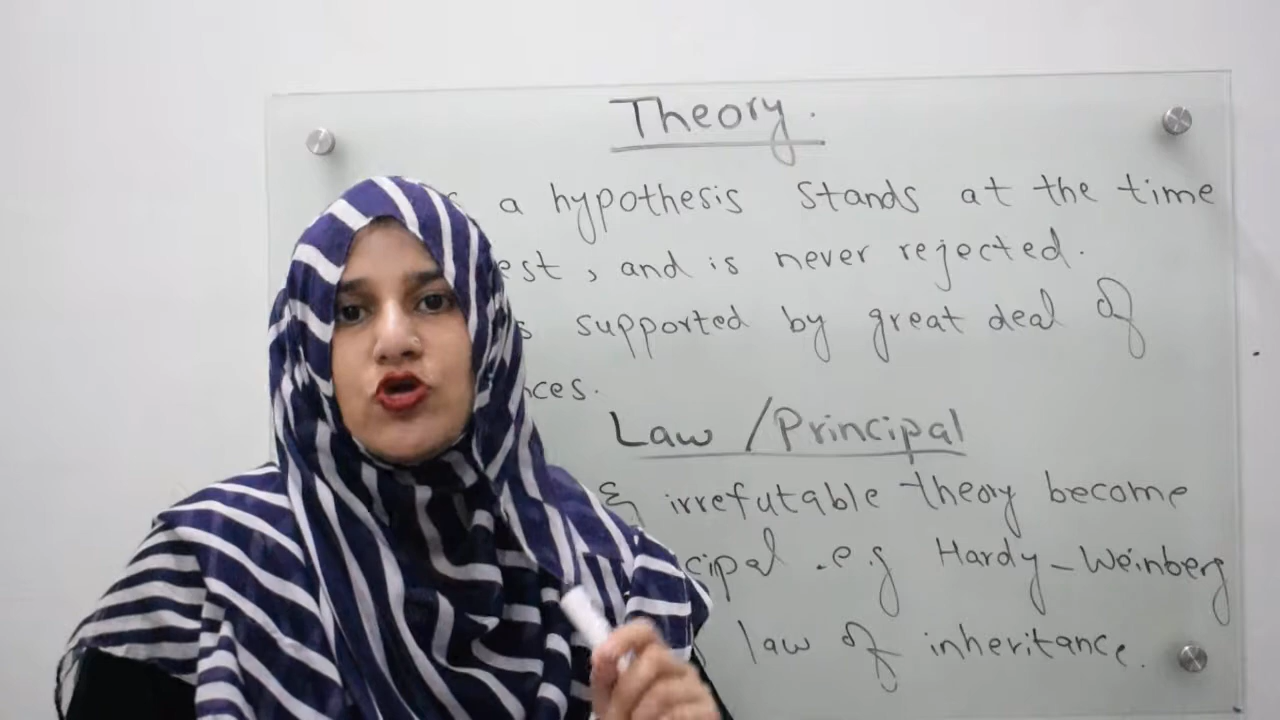 Theory.
a hypothesis stands at the time
est, and is never rejected.
s supported by great deal of
nces.
Law / Principal
& irrefutable theory become
cipal .e.g Hardy-Weinberg
law of inheritance.